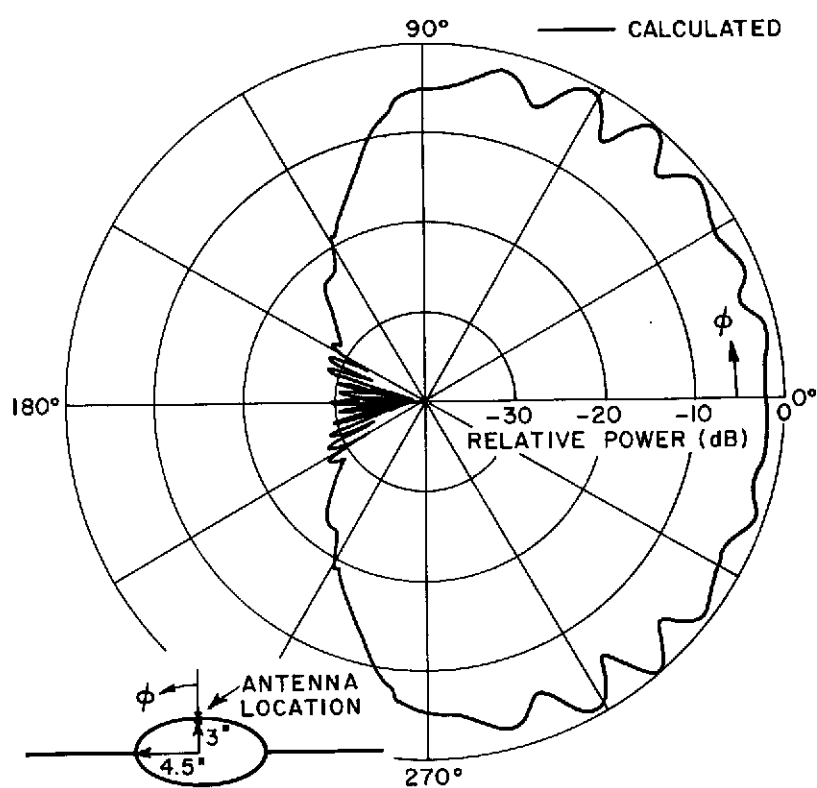 90°
CALCULATED
ϕ
180°
-30 -20 -10 0°
RELATIVE POWER (dB)
ϕ
ANTENNA
LOCATION
3"
4.5"
270°